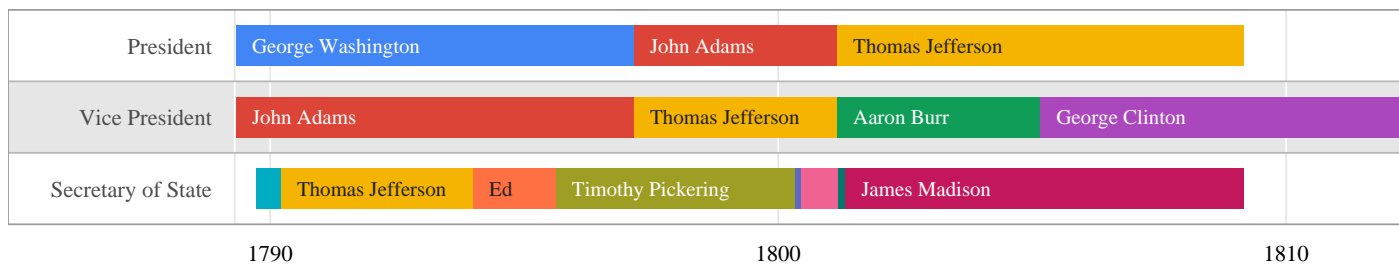 President
George Washington
John Adams
Thomas Jefferson
Vice President
John Adams
Thomas Jefferson
Aaron Burr
George Clinton
Secretary of State
Thomas Jefferson
Ed
Timothy Pickering
James Madison
1790
1800
1810